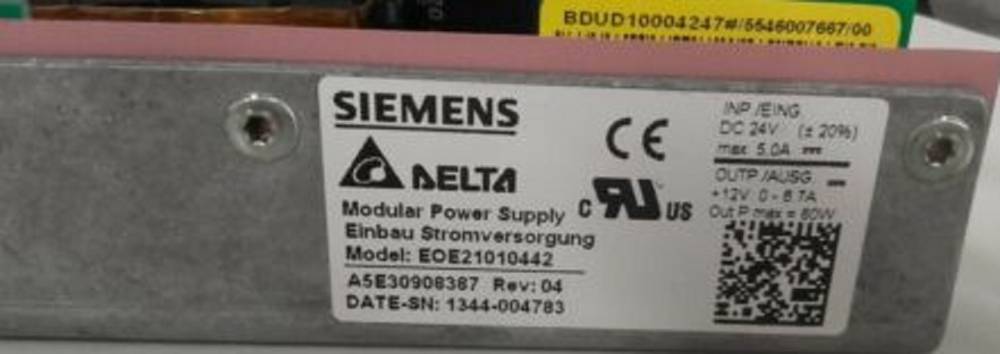 BDUD10004247#/5546007667/00
SIEMENS
DELTA
Modular Power Supply
Einbau Stromversorgung
Model: EOE21010442
A5E30908387 Rev: 04
DATE-SN: 1344-004783
CE
C RU US
INP./EING.
DC 24V (± 20%)
max. 5.0A
OUTP./AUSG.
+12V 0 - 6.7A
Out P max = 80W